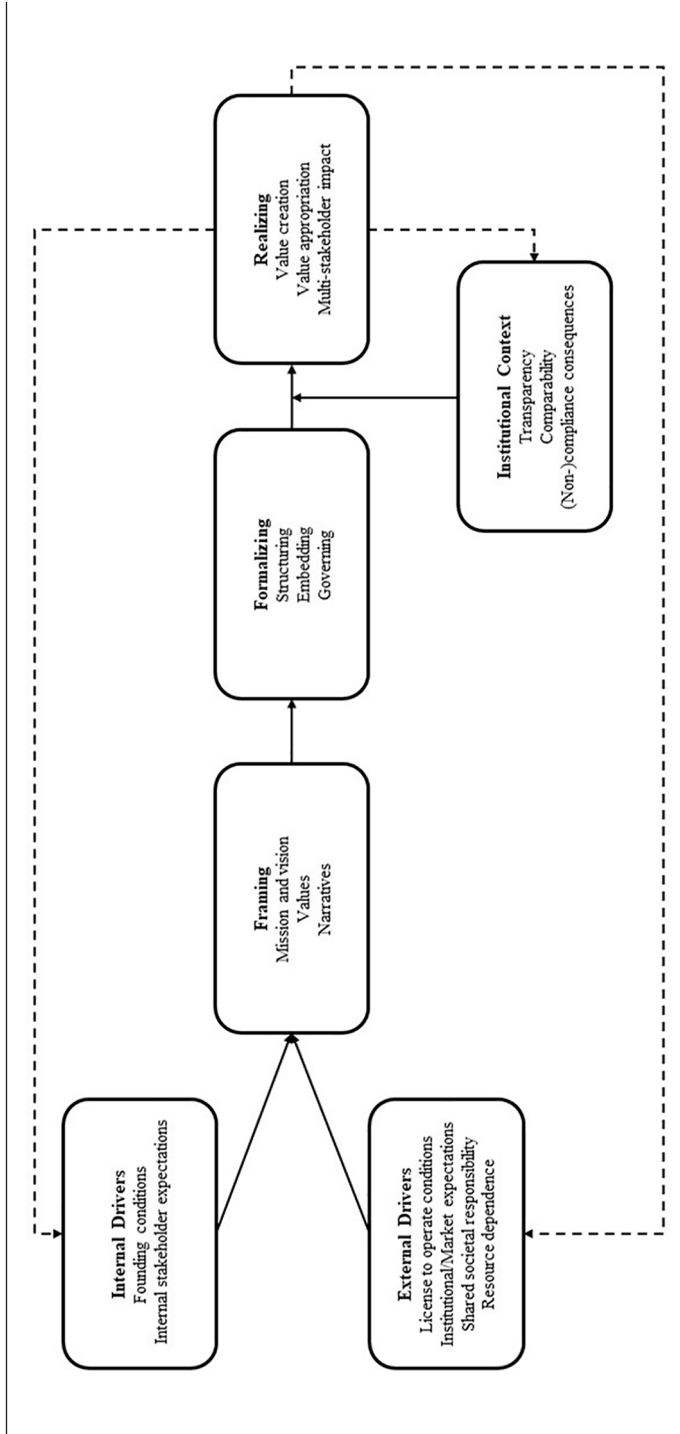 Internal Drivers
Founding conditions
Internal stakeholder expectations
External Drivers
License to operate conditions
Institutional/Market expectations
Shared societal responsibility
Resource dependence
Framing
Mission and vision
Values
Narratives
Formalizing
Structuring
Embedding
Governing
Realizing
Value creation
Value appropriation
Multi-stakeholder impact
Institutional Context
Transparency
Comparability
(Non-)compliance consequences